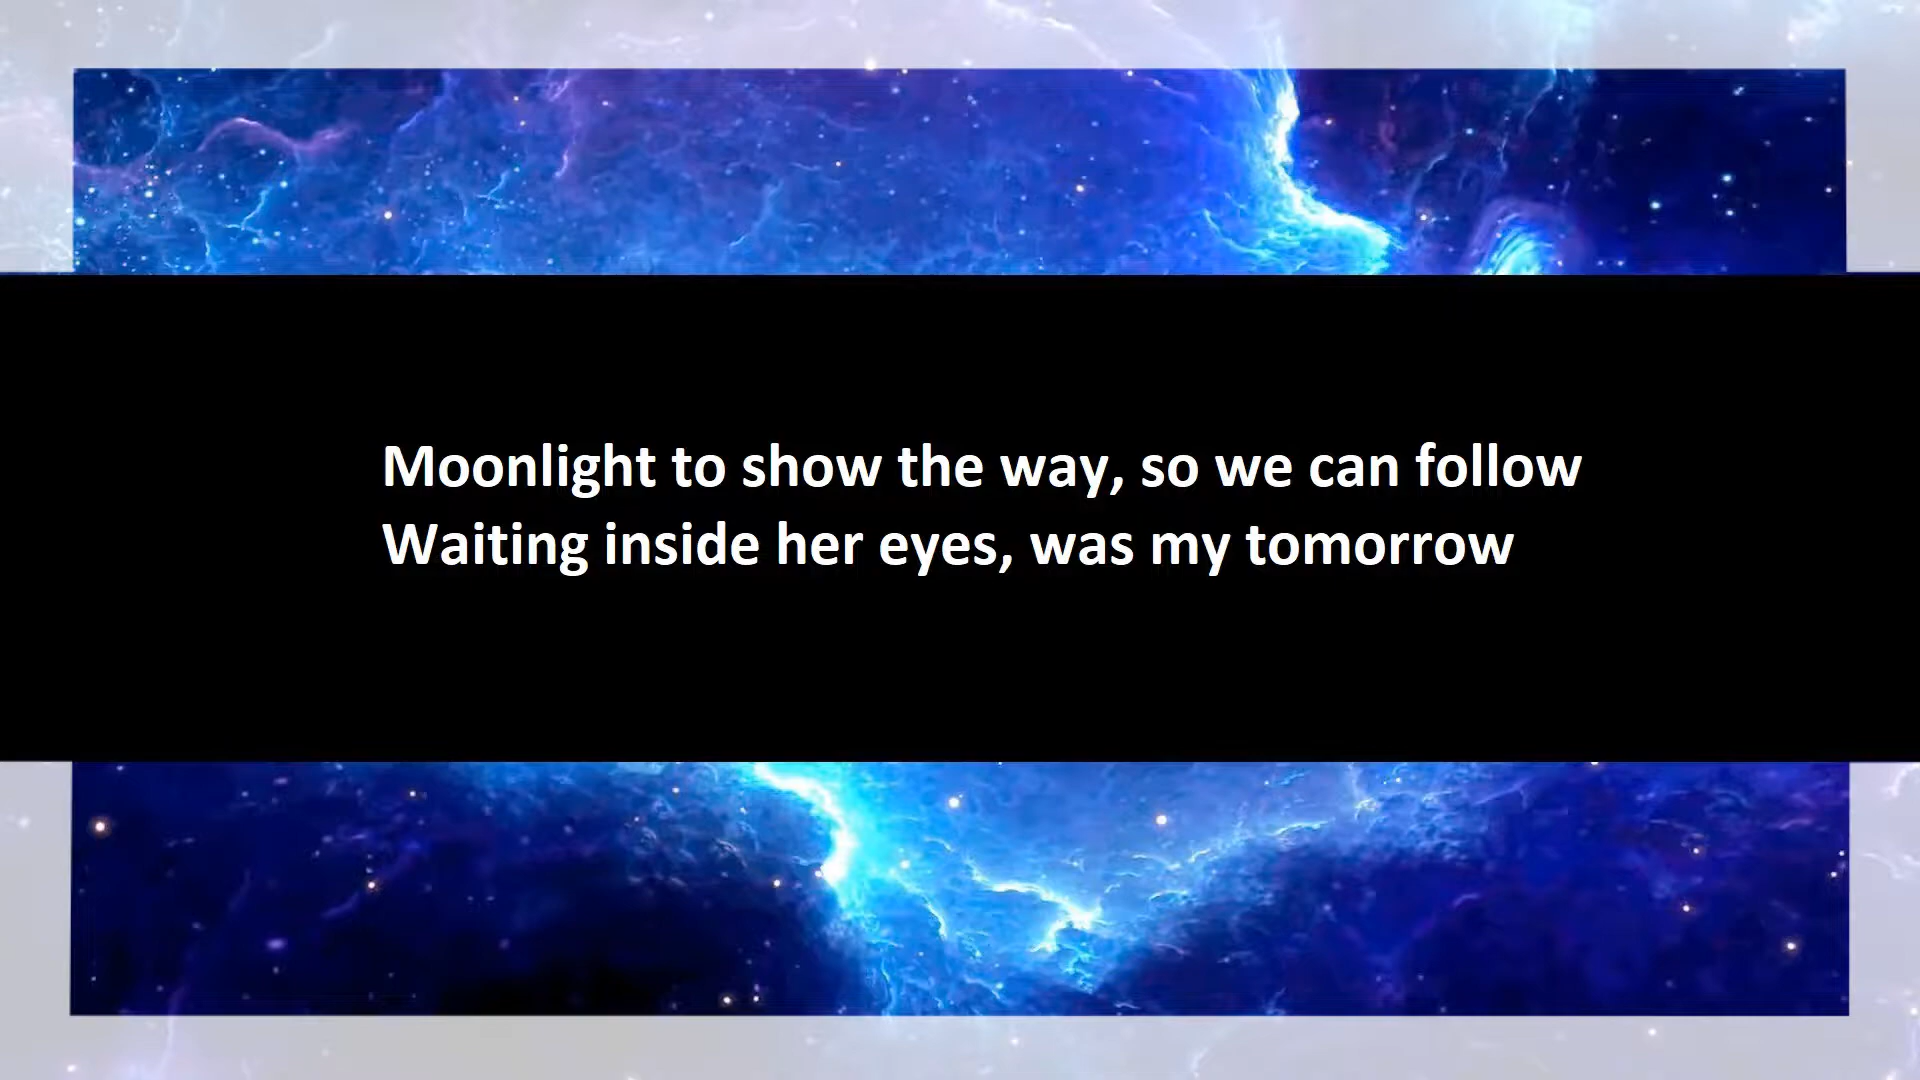 Moonlight to show the way, so we can follow
Waiting inside her eyes, was my tomorrow